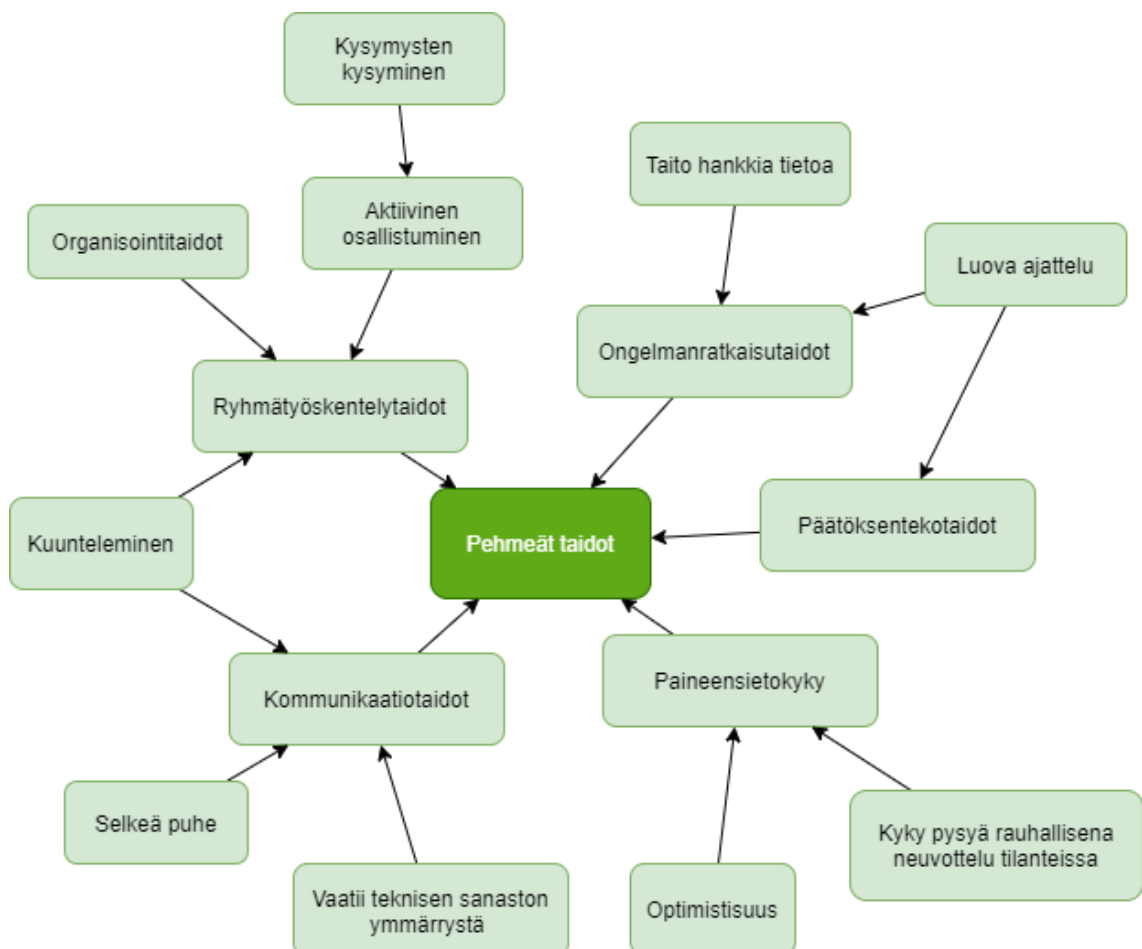 Kysymysten
kysyminen
Taito hankkia tietoa
Aktiivinen
osallistuminen
Organisointitaidot
Luova ajattelu
Ongelmanratkaisutaidot
Ryhmätyöskentelytaidot
Päätöksentekotaidot
Kuunteleminen
Pehmeät taidot
Paineensietokyky
Kommunikaatiotaidot
Selkeä puhe
Kyky pysyä rauhallisena
neuvottelu tilanteissa
Vaatii teknisen sanaston
ymmärrystä
Optimistisuus